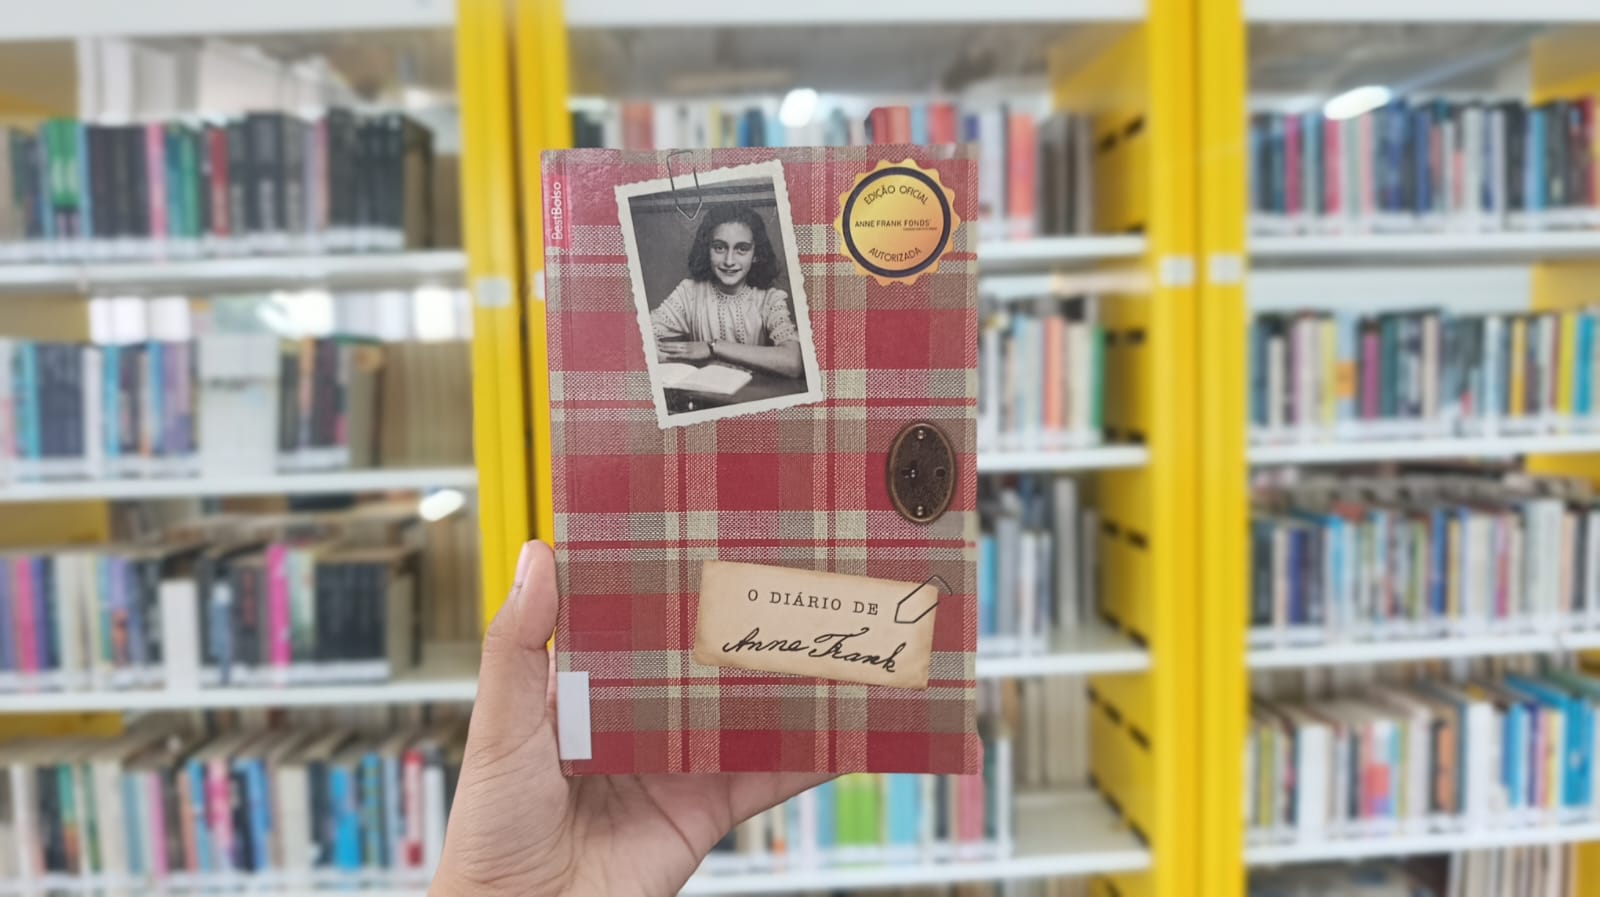 BestBolso
EDIÇÃO OFICIAL
ANNE FRANK FONDS
AUTORIZADA
O DIÁRIO DE
Anne Frank